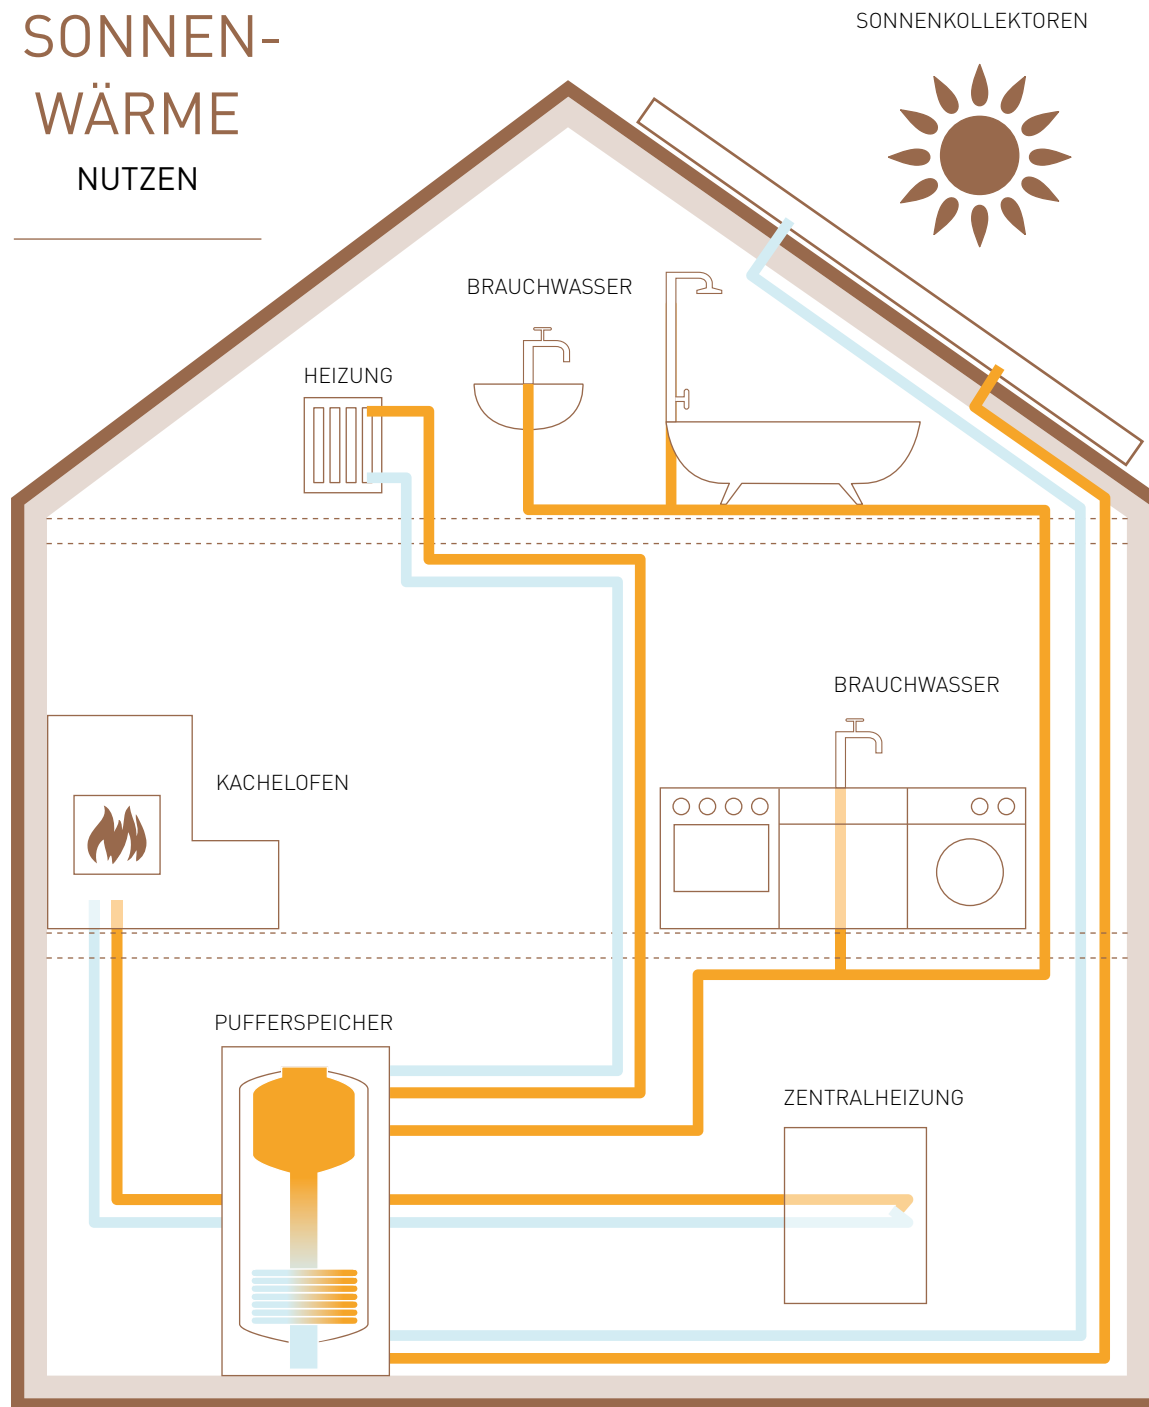 SONNEN-
WÄRME
NUTZEN
SONNENKOLLEKTOREN
BRAUCHWASSER
HEIZUNG
BRAUCHWASSER
KACHELOFEN
PUFFERSPEICHER
ZENTRALHEIZUNG